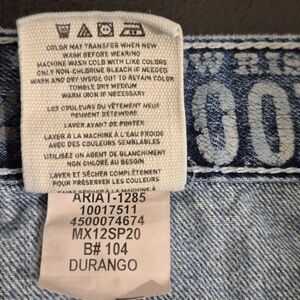 COLOR MAY TRANSFER WHEN NEW
WASH BEFORE WEARING
MACHINE WASH COLD WITH LIKE COLORS
ONLY NON-CHLORINE BLEACH IF NEEDED
WASH AND DRY INSIDE OUT TO RETAIN COLOR
TUMBLE DRY MEDIUM
WARM IRON IF NECESSARY
LES COULEURS DU VÊTEMENT NEUF
PEUVENT DÉTEINDRE
LAVER AVANT DE PORTER
LAVER À LA MACHINE À L'EAU FROIDE
AVEC DES COULEURS SEMBLABLES
UTILISEZ UN AGENT DE BLANCHIMENT
NON CHLORÉ AU BESOIN
LAVER ET SÉCHER COMPLÈTEMENT
POUR PRÉSERVER LA COULEUR
ARIAT-1285
10017511
4500074674
MX12SP20
B# 104
DURANGO